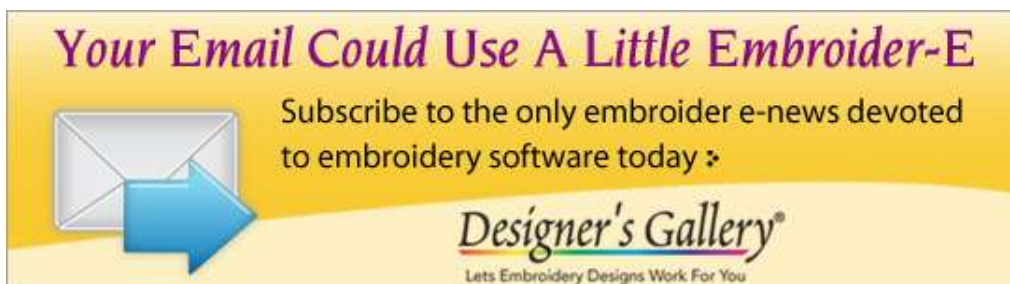 Your Email Could Use A Little Embroider-E
Subscribe to the only embroider e-news devoted
to embroidery software today :·
Designer's Gallery®
Lets Embroidery Designs Work For You